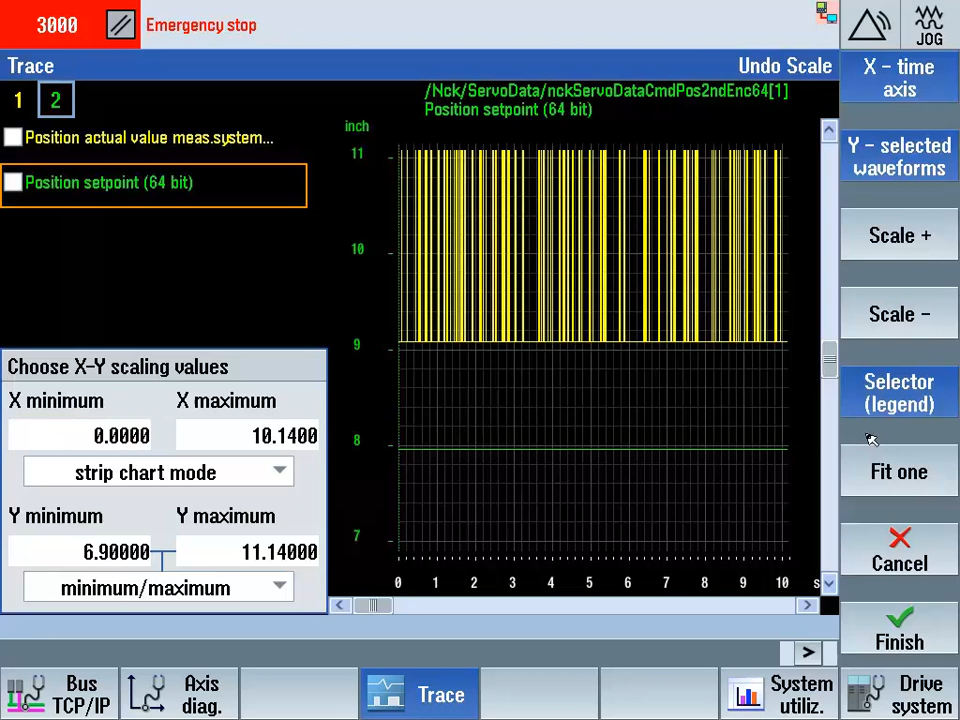 3000
Emergency stop
JOG
Trace
Undo Scale
1
2
Position actual value meas.system...
Position setpoint (64 bit)
/Nck/ServoData/nckServoDataCmdPos2ndEnc64[1]
Position setpoint (64 bit)
inch
11
10
9
8
7
0 1 2 3 4 5 6 7 8 9 10 s
Choose X-Y scaling values
X minimum
X maximum
0.0000
10.1400
strip chart mode
Y minimum
Y maximum
6.90000
11.14000
minimum/maximum
X - time
axis
Y - selected
waveforms
Scale +
Scale -
Selector
(legend)
Fit one
Cancel
Finish
>
Bus
TCP/IP
Axis
diag.
Trace
System
utiliz.
Drive
system